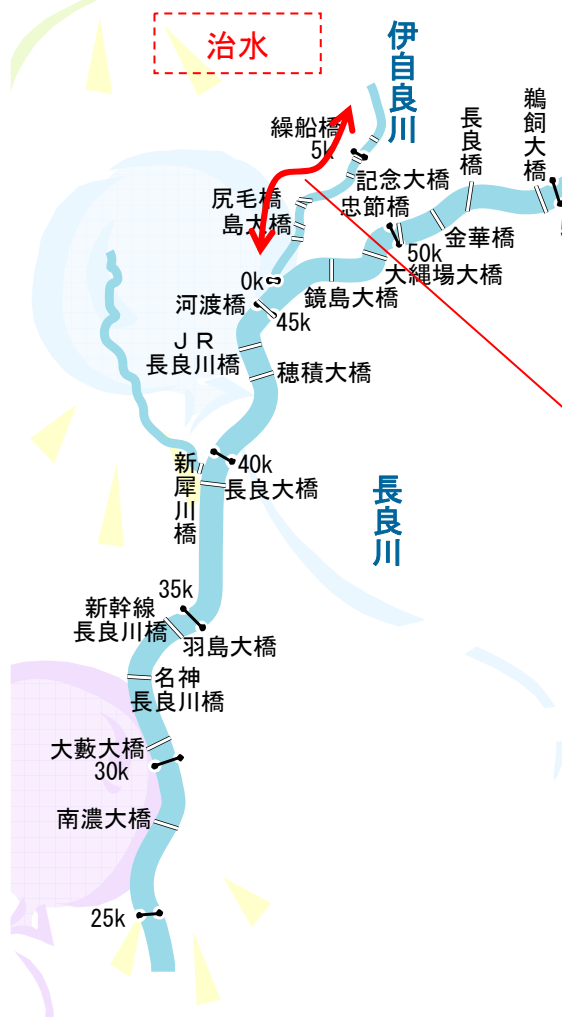 治水
伊自良川
繰船橋
5k
記念大橋
尻毛橋
島大橋
忠節橋
長良橋
鵜飼大橋
金華橋
50k
大縄場大橋
0k
鏡島大橋
河渡橋
45k
ＪＲ
長良川橋
穂積大橋
新犀川橋
40k
長良大橋
長良川
35k
新幹線
長良川橋
羽島大橋
名神
長良川橋
大藪大橋
30k
南濃大橋
25k